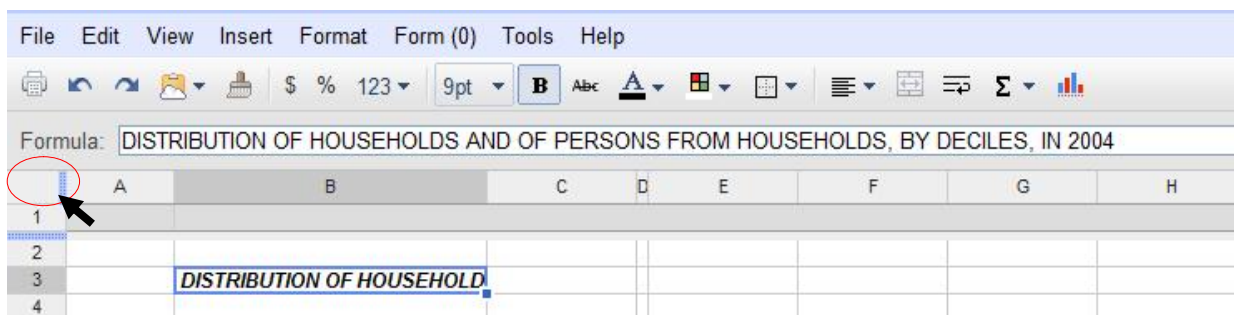 File Edit View Insert Format Form (0) Tools Help
$ % 123 9pt B Abc A Σ
Formula: DISTRIBUTION OF HOUSEHOLDS AND OF PERSONS FROM HOUSEHOLDS, BY DECILES, IN 2004
A B C D E F G H
1
2
3 DISTRIBUTION OF HOUSEHOLD
4